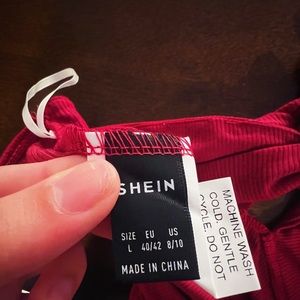 SHEIN
SIZE EU US
L 40/42 8/10
MADE IN CHINA
MACHINE WASH
COLD. GENTLE
CYCLE. DO NOT